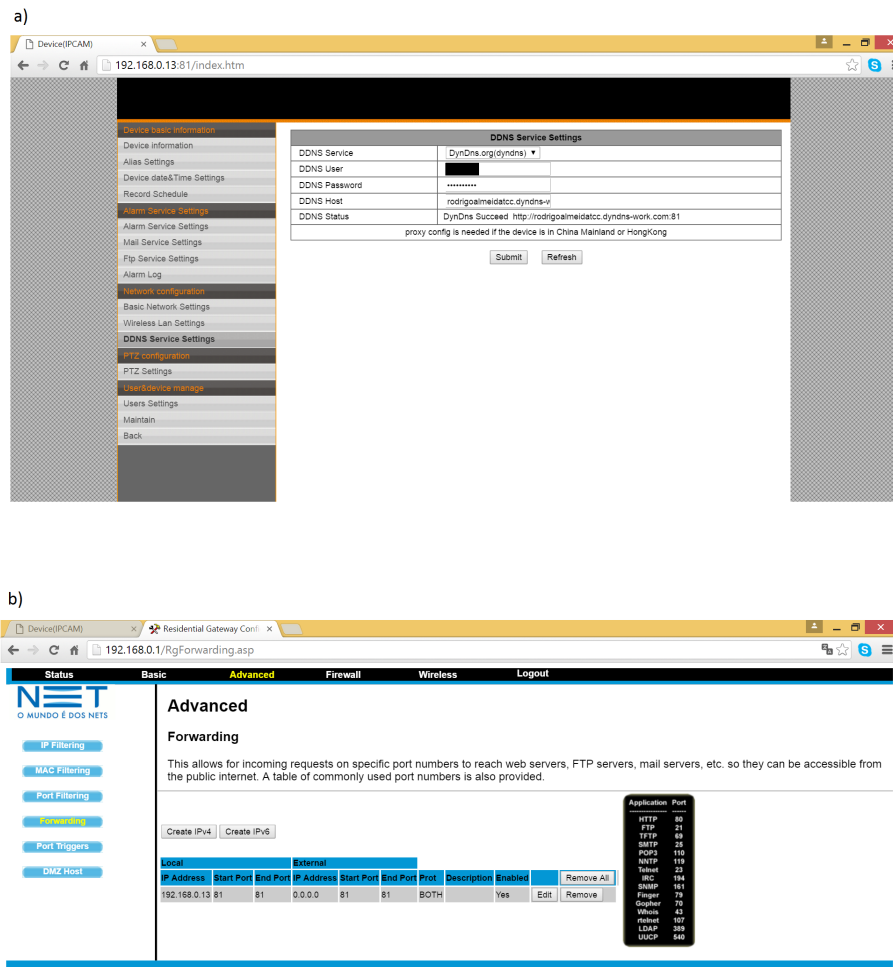 a)
Device(IPCAM)
192.168.0.13:81/index.htm
Device basic information
Device information
Alias Settings
Device date&Time Settings
Record Schedule
Alarm Service Settings
Alarm Service Settings
Mail Service Settings
Ftp Service Settings
Alarm Log
Network configuration
Basic Network Settings
Wireless Lan Settings
DDNS Service Settings
PTZ configuration
PTZ Settings
User&device manage
Users Settings
Maintain
Back
DDNS Service Settings
DDNS Service DynDns.org(dyndns)
DDNS User
DDNS Password ••••••••••
DDNS Host rodrigoalmeidatcc.dyndns-w
DDNS Status DynDns Succeed http://rodrigoalmeidatcc.dyndns-work.com:81
proxy config is needed if the device is in China Mainland or HongKong
Submit Refresh
b)
Device(IPCAM) Residential Gateway Conf
192.168.0.1/RgForwarding.asp
Status Basic Advanced Firewall Wireless Logout
NET
O MUNDO É DOS NETS
IP Filtering
MAC Filtering
Port Filtering
Forwarding
Port Triggers
DMZ Host
Advanced
Forwarding
This allows for incoming requests on specific port numbers to reach web servers, FTP servers, mail servers, etc. so they can be accessible from
the public internet. A table of commonly used port numbers is also provided.
Create IPv4 Create IPv6
Local External
IP Address Start Port End Port IP Address Start Port End Port Prot Description Enabled Remove All
192.168.0.13 81 81 0.0.0.0 81 81 BOTH Yes Edit Remove
Application Port
HTTP 80
FTP 21
TFTP 69
SMTP 25
POP3 110
NNTP 119
Telnet 23
IRC 194
SNMP 161
Finger 79
Gopher 70
Whois 43
rtelnet 107
LDAP 389
UUCP 540